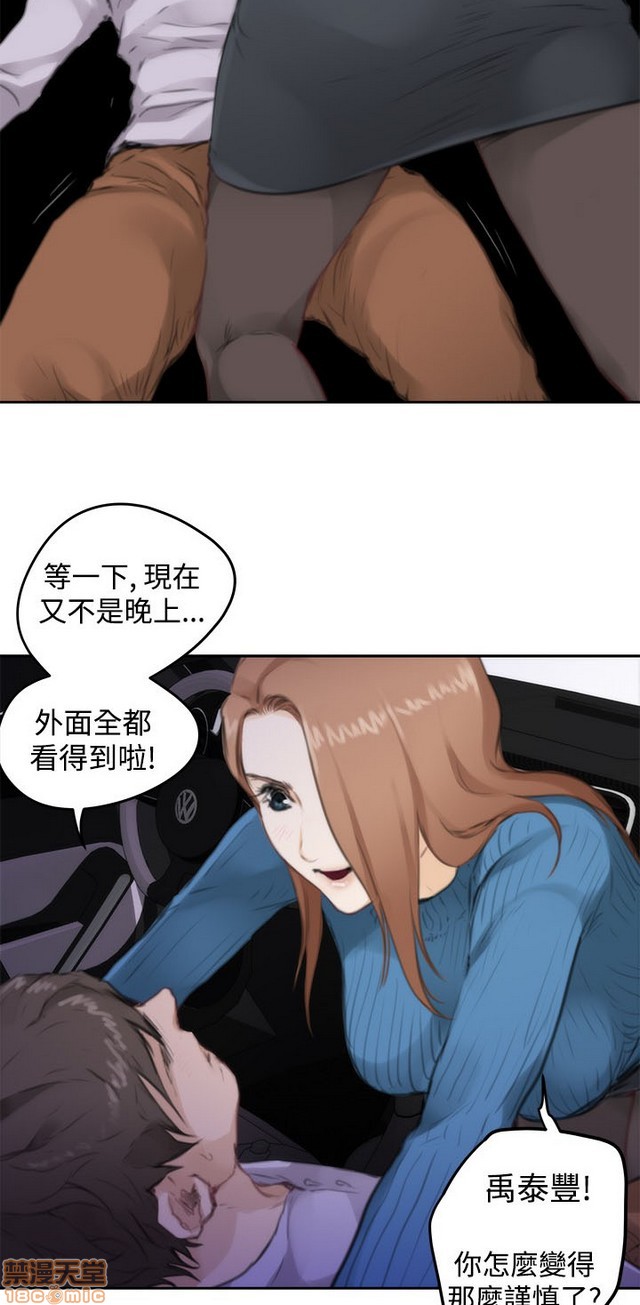 等一下, 現在
又不是晚上...
外面全都
看得到啦!
禹泰豐!
你怎麼變得
那麼謹慎了?
禁漫天堂
18COMIC